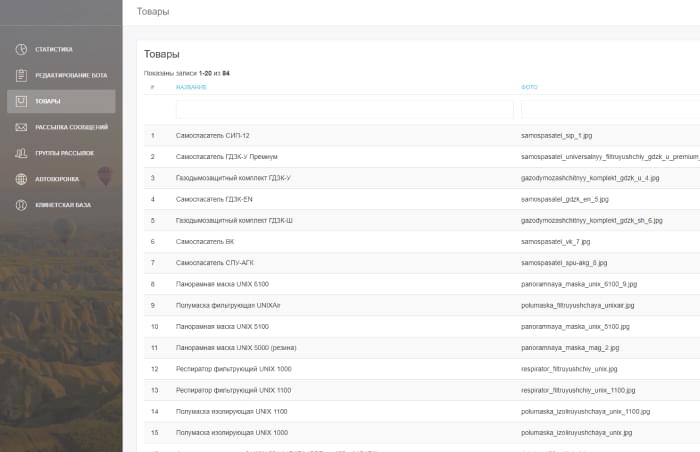 Товары
СТАТИСТИКА
РЕДАКТИРОВАНИЕ БОТА
ТОВАРЫ
РАССЫЛКА СООБЩЕНИЙ
ГРУППЫ РАССЫЛОК
АВТОВОРОНКА
КЛИНЕТСКАЯ БАЗА
Товары
Показаны записи 1-20 из 84
# НАЗВАНИЕ ФОТО
1 Самоспасатель СИП-12 samospasatel_sip_1.jpg
2 Самоспасатель ГДЗК-У Премиум samospasatel_universalnyy_filtruyushchiy_gdzk_u_premium_
3 Газодымозащитный комплект ГДЗК-У gazodymozashchitnyy_komplekt_gdzk_u_4.jpg
4 Самоспасатель ГДЗК-EN samospasatel_gdzk_en_5.jpg
5 Газодымозащитный комплект ГДЗК-Ш gazodymozashchitnyy_komplekt_gdzk_sh_6.jpg
6 Самоспасатель ВК samospasatel_vk_7.jpg
7 Самоспасатель СПУ-АГК samospasatel_spu-akg_8.jpg
8 Панорамная маска UNIX 6100 panoramnaya_maska_unix_6100_9.jpg
9 Полумаска фильтрующая UNIXAir polumaska_filtruyushchaya_unixair.jpg
10 Панорамная маска UNIX 5100 panoramnaya_maska_unix_5100.jpg
11 Панорамная маска UNIX 5000 (резина) panoramnaya_maska_mag_2.jpg
12 Респиратор фильтрующий UNIX 1000 respirator_filtruyushchiy_unix.jpg
13 Респиратор фильтрующий UNIX 1100 respirator_filtruyushchiy_unix_1100.jpg
14 Полумаска изолирующая UNIX 1100 polumaska_izoliruyushchaya_unix_1100.jpg
15 Полумаска изолирующая UNIX 1000 polumaska_izoliruyushchaya_unix.jpg